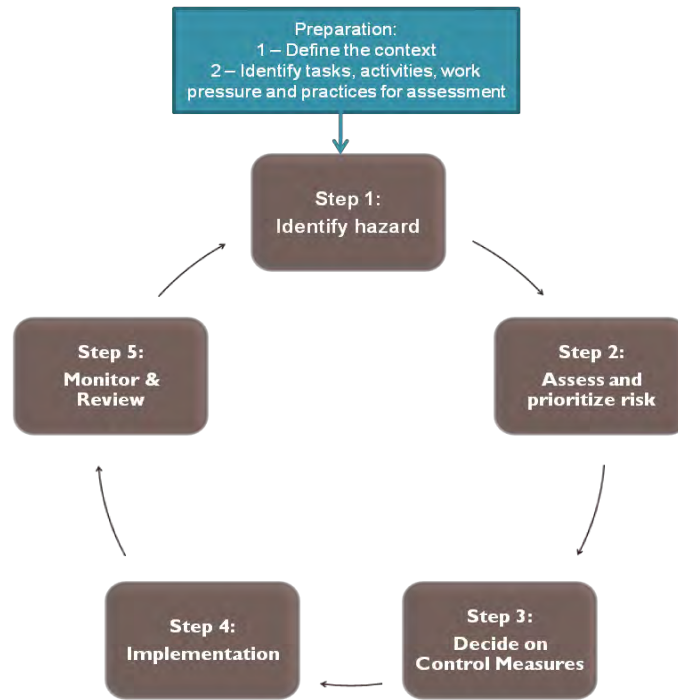 Preparation:
1 – Define the context
2 – Identify tasks, activities, work
pressure and practices for assessment
Step 1:
Identify hazard
Step 2:
Assess and
prioritize risk
Step 3:
Decide on
Control Measures
Step 4:
Implementation
Step 5:
Monitor &
Review